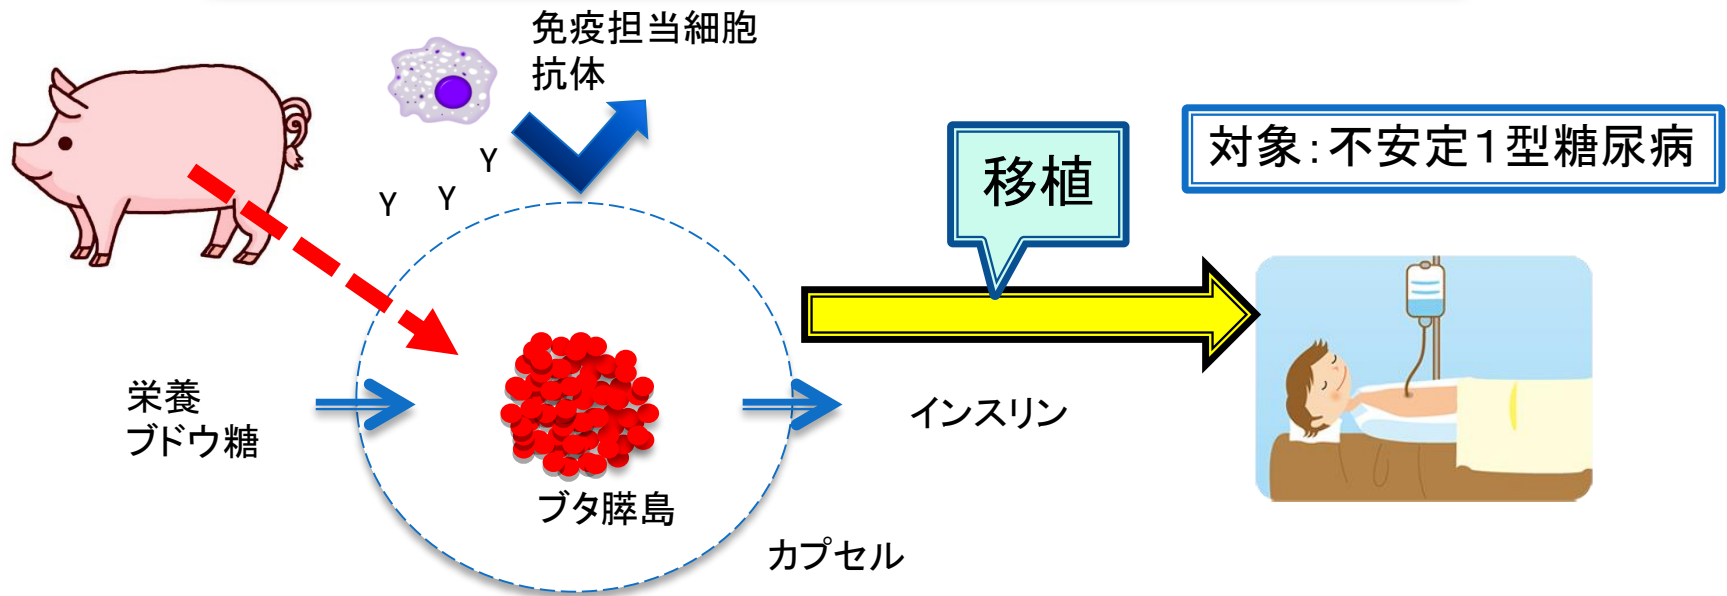 免疫担当細胞
抗体
Y
Y
Y
移植
対象：不安定１型糖尿病
栄養
ブドウ糖
インスリン
ブタ膵島
カプセル